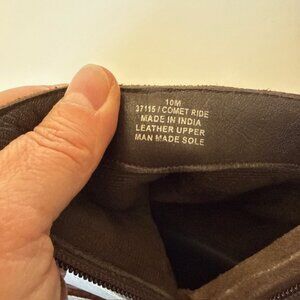 10M
37115 / COMET RIDE
MADE IN INDIA
LEATHER UPPER
MAN MADE SOLE